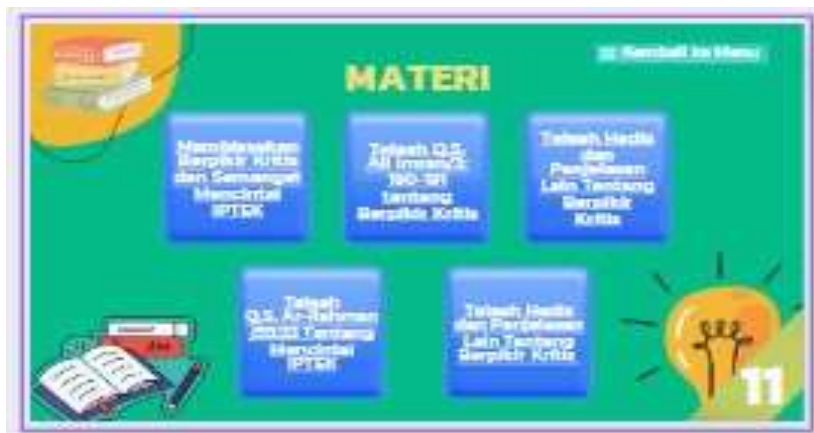 Kembali ke Menu
MATERI
Membiasakan
Berpikir Kritis
dan Semangat
Mencintai
IPTEK
Telaah Q.S.
Ali Imran/3:
190-191
tentang
Berpikir Kritis
Telaah Hadis
dan
Penjelasan
Lain Tentang
Berpikir
Kritis
Telaah
Q.S. Ar-Rahman
Tentang
Mencintai
IPTEK
Telaah Hadis
dan Penjelasan
Lain Tentang
Berpikir Kritis
11